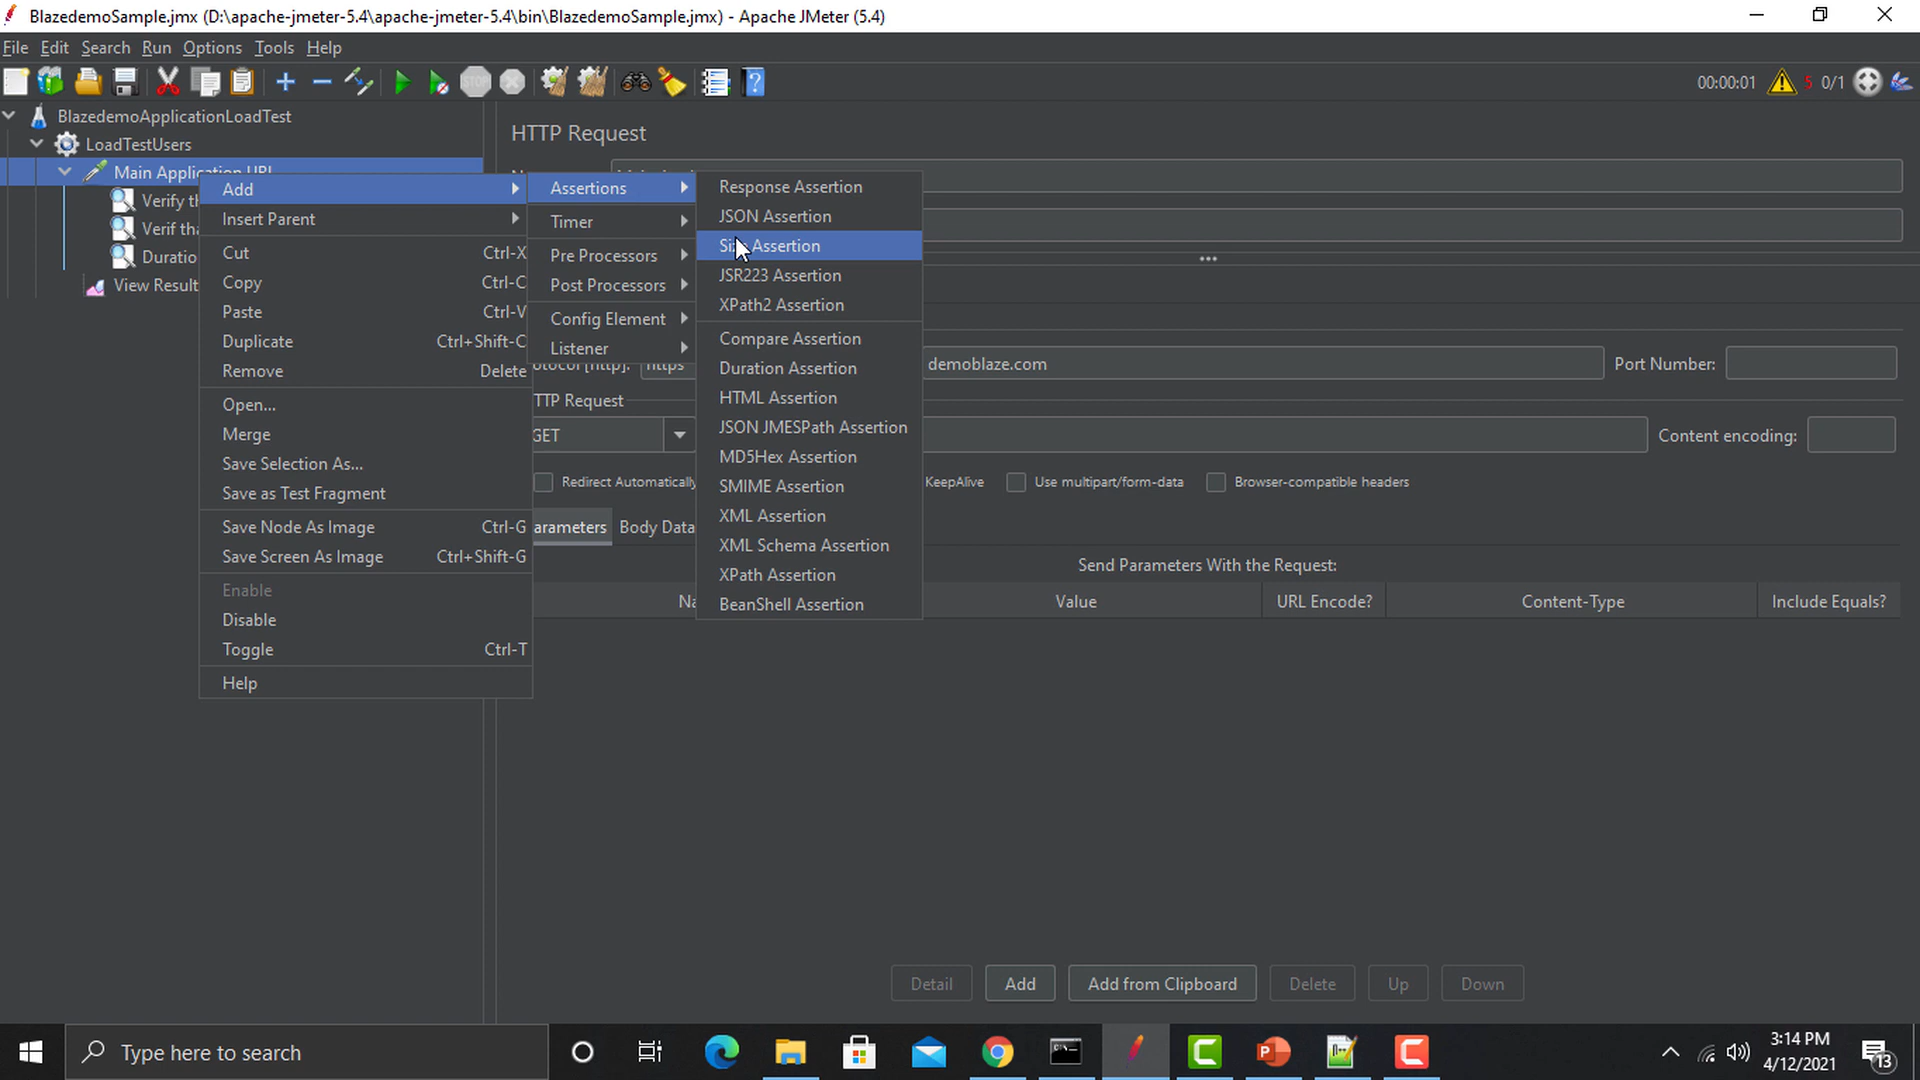 BlazedemoSample.jmx (D:\apache-jmeter-5.4\apache-jmeter-5.4\bin\BlazedemoSample.jmx) - Apache JMeter (5.4)
File Edit Search Run Options Tools Help
00:00:01 5 0/1
BlazedemoApplicationLoadTest
LoadTestUsers
Main Application URL
Verify th
Verif tha
Duratio
View Result
Add
Insert Parent
Cut Ctrl-X
Copy Ctrl-C
Paste Ctrl-V
Duplicate Ctrl+Shift-C
Remove Delete
Open...
Merge
Save Selection As...
Save as Test Fragment
Save Node As Image Ctrl-G
Save Screen As Image Ctrl+Shift-G
Enable
Disable
Toggle Ctrl-T
Help
Assertions
Timer
Pre Processors
Post Processors
Config Element
Listener
Response Assertion
JSON Assertion
Size Assertion
JSR223 Assertion
XPath2 Assertion
Compare Assertion
Duration Assertion
HTML Assertion
JSON JMESPath Assertion
MD5Hex Assertion
SMIME Assertion
XML Assertion
XML Schema Assertion
XPath Assertion
BeanShell Assertion
HTTP Request
otocol [http]: https demoblaze.com Port Number:
TTP Request
GET Content encoding:
Redirect Automatically KeepAlive Use multipart/form-data Browser-compatible headers
arameters Body Data
Send Parameters With the Request:
Na Value URL Encode? Content-Type Include Equals?
Detail Add Add from Clipboard Delete Up Down
Type here to search
3:14 PM
4/12/2021
13